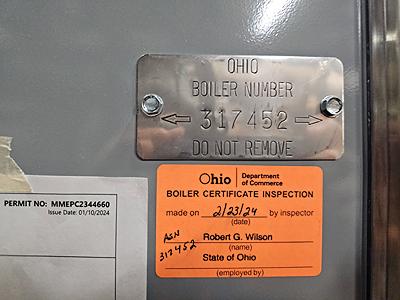 OHIO
BOILER NUMBER
317452
DO NOT REMOVE
Ohio Department of Commerce
BOILER CERTIFICATE INSPECTION
made on 2/23/24 by inspector
(date)
ASN 317452
Robert G. Wilson
(name)
State of Ohio
(employed by)
PERMIT NO: MMEPC2344660
Issue Date: 01/10/2024